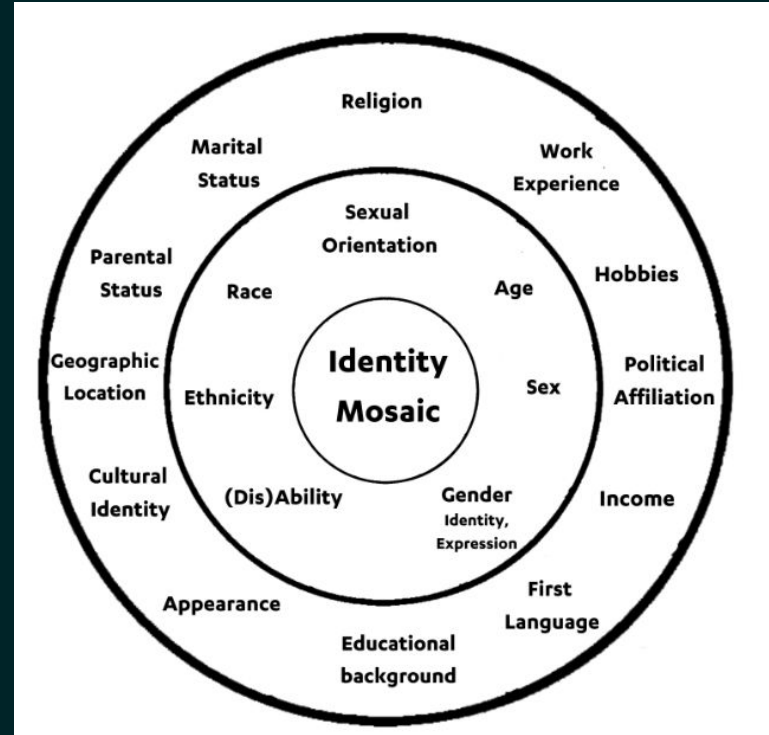 Religion
Marital
Status
Work
Experience
Sexual
Orientation
Parental
Status
Race
Age
Hobbies
Geographic
Location
Identity
Mosaic
Political
Affiliation
Ethnicity
Sex
Cultural
Identity
(Dis)Ability
Gender
Identity,
Expression
Income
Appearance
First
Language
Educational
background